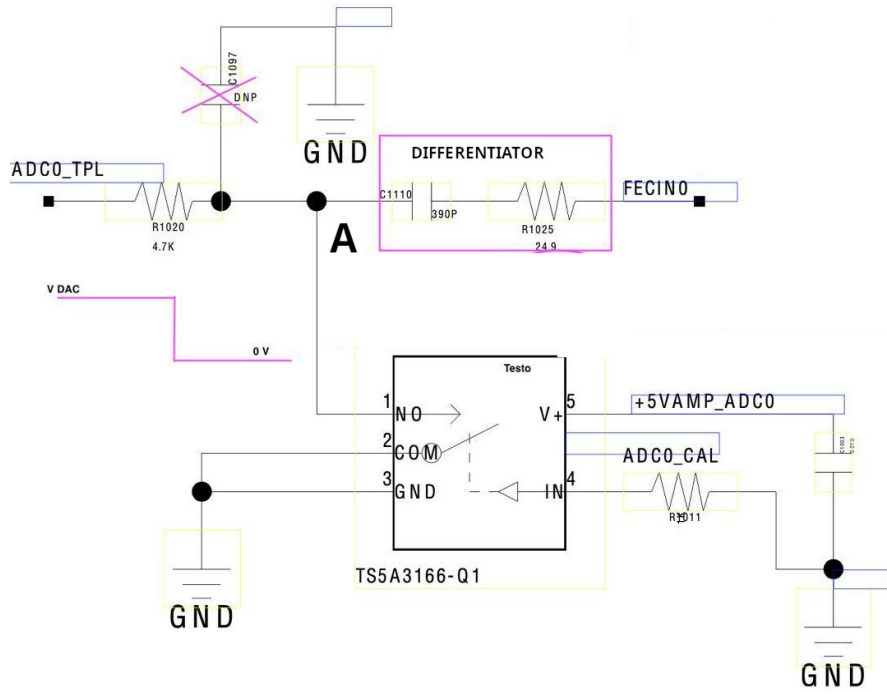 C1097
DNP
GND
DIFFERENTIATOR
ADC0_TPL
FECIN0
C1110
390P
R1020
4.7K
A
R1025
24.9
V DAC
0 V
Testo
1
NO
5
V+
+5VAMP_ADC0
2
COM
ADC0_CAL
3
GND
4
IN
TS5A3166-Q1
GND
GND